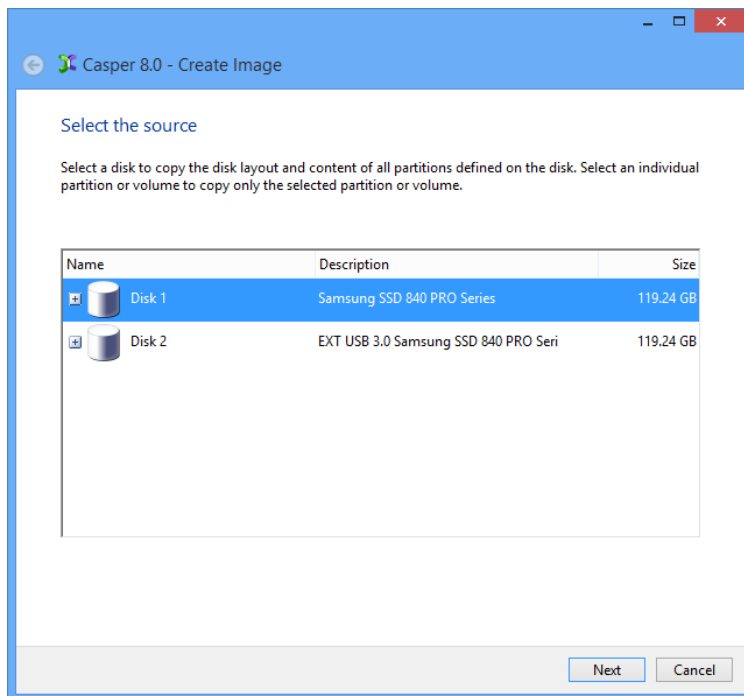 Casper 8.0 - Create Image
Select the source
Select a disk to copy the disk layout and content of all partitions defined on the disk. Select an individual
partition or volume to copy only the selected partition or volume.
Name Description Size
Disk 1 Samsung SSD 840 PRO Series 119.24 GB
Disk 2 EXT USB 3.0 Samsung SSD 840 PRO Seri 119.24 GB
Next Cancel